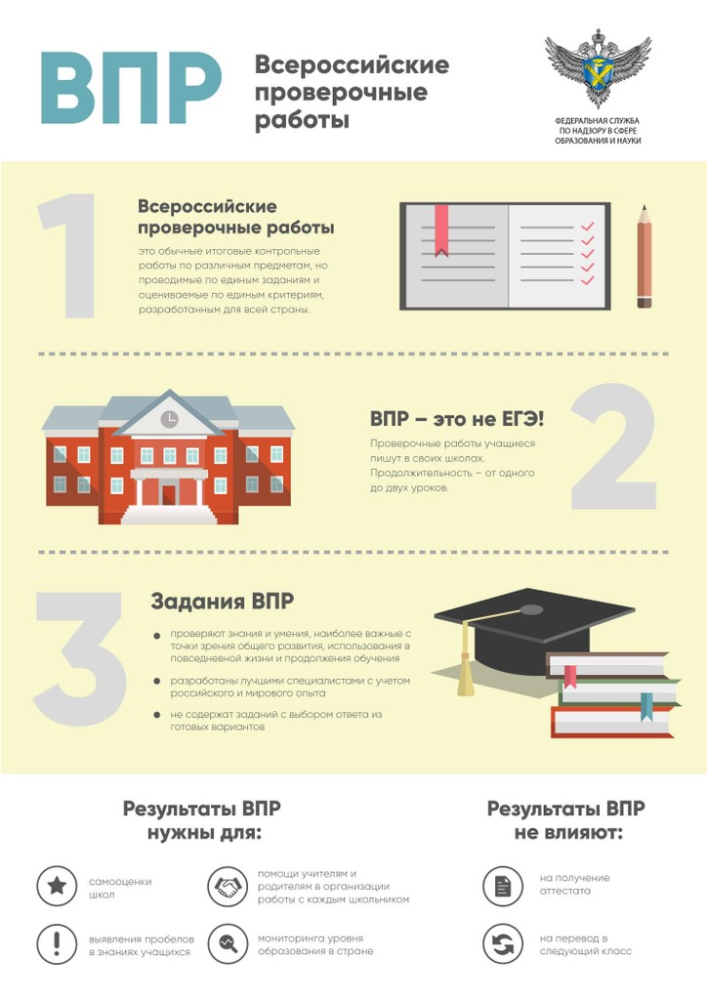 ВПР
Всероссийские
проверочные
работы
ФЕДЕРАЛЬНАЯ СЛУЖБА
ПО НАДЗОРУ В СФЕРЕ
ОБРАЗОВАНИЯ И НАУКИ
1
Всероссийские
проверочные работы
это обычные итоговые контрольные
работы по различным предметам, но
проводимые по единым заданиям и
оцениваемые по единым критериям,
разработанным для всей страны.
2
ВПР – это не ЕГЭ!
Проверочные работы учащиеся
пишут в своих школах.
Продолжительность – от одного
до двух уроков.
3
Задания ВПР
проверяют знания и умения, наиболее важные с
точки зрения общего развития, использования в
повседневной жизни и продолжения обучения
разработаны лучшими специалистами с учетом
российского и мирового опыта
не содержат заданий с выбором ответа из
готовых вариантов
Результаты ВПР
нужны для:
самооценки
школ
помощи учителям и
родителям в организации
работы с каждым школьником
выявления пробелов
в знаниях учащихся
мониторинга уровня
образования в стране
Результаты ВПР
не влияют:
на получение
аттестата
на перевод в
следующий класс